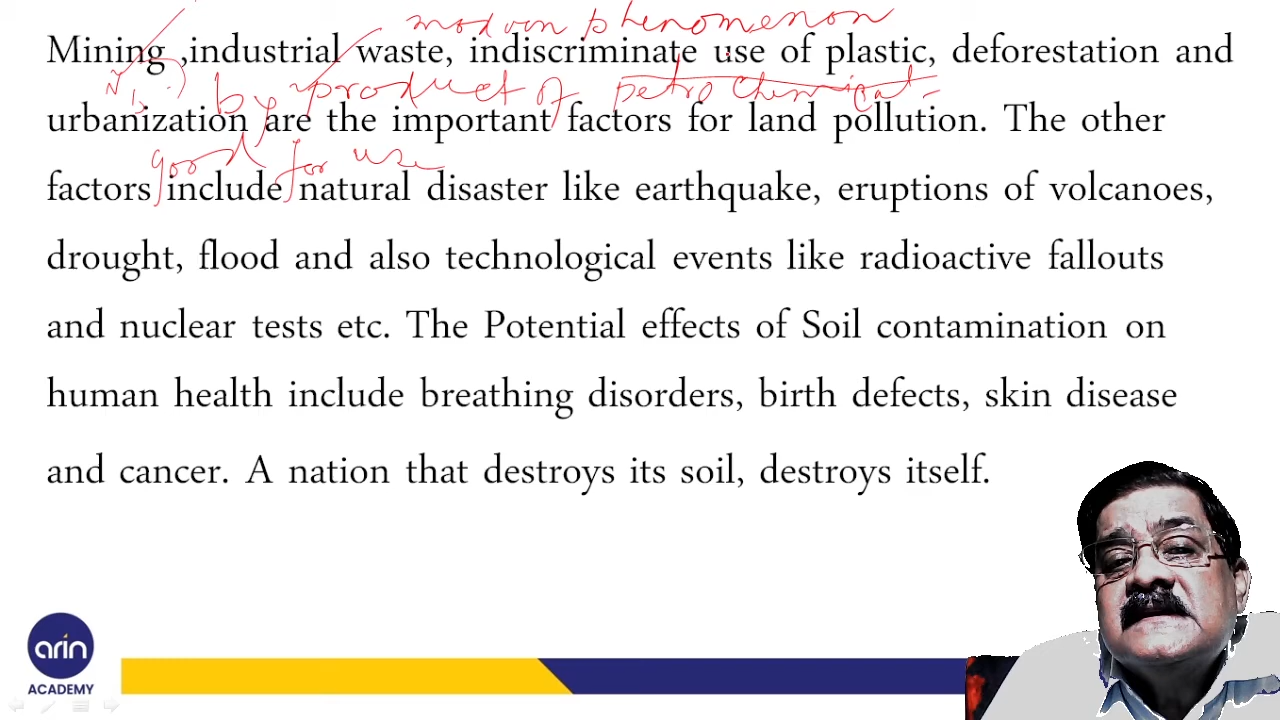 modern phenomenon
Mining ,industrial waste, indiscriminate use of plastic, deforestation and
by product of petrochemical
urbanization are the important factors for land pollution. The other
good for use
factors include natural disaster like earthquake, eruptions of volcanoes,
drought, flood and also technological events like radioactive fallouts
and nuclear tests etc. The Potential effects of Soil contamination on
human health include breathing disorders, birth defects, skin disease
and cancer. A nation that destroys its soil, destroys itself.
arin
ACADEMY